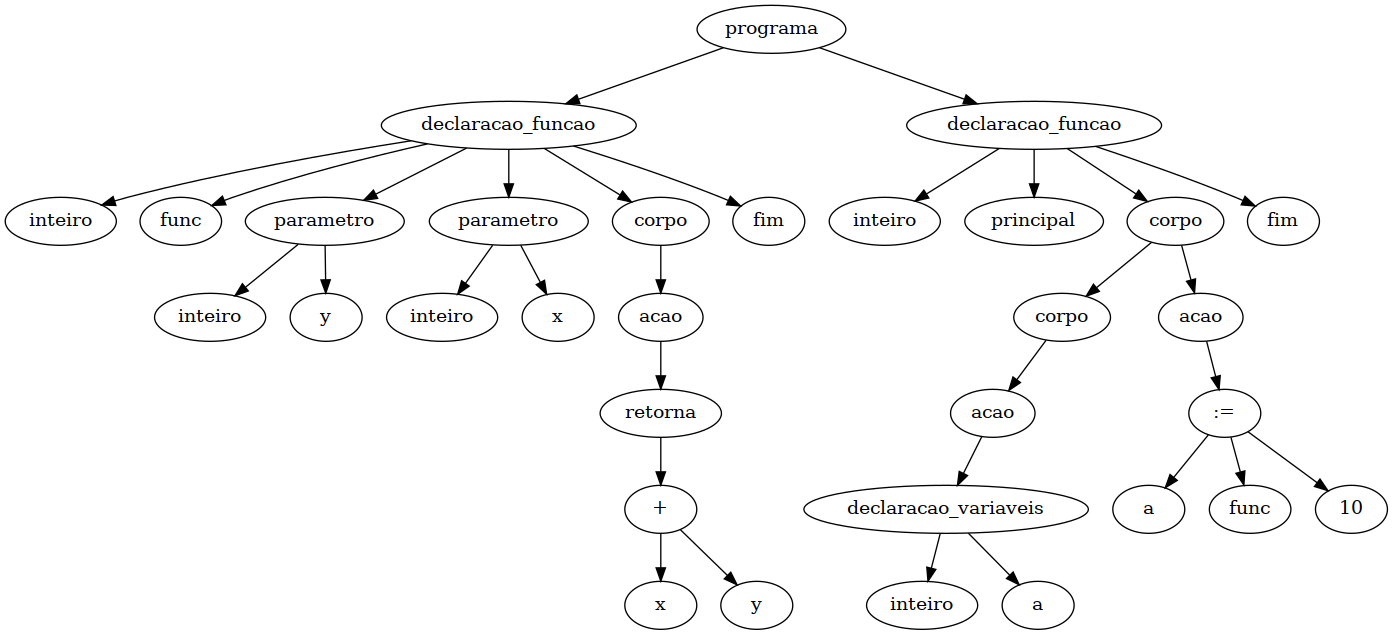 programa
declaracao_funcao declaracao_funcao
inteiro func parametro parametro corpo fim inteiro principal corpo fim
inteiro y inteiro x acao corpo acao
retorna acao :=
+ declaracao_variaveis a func 10
x y inteiro a